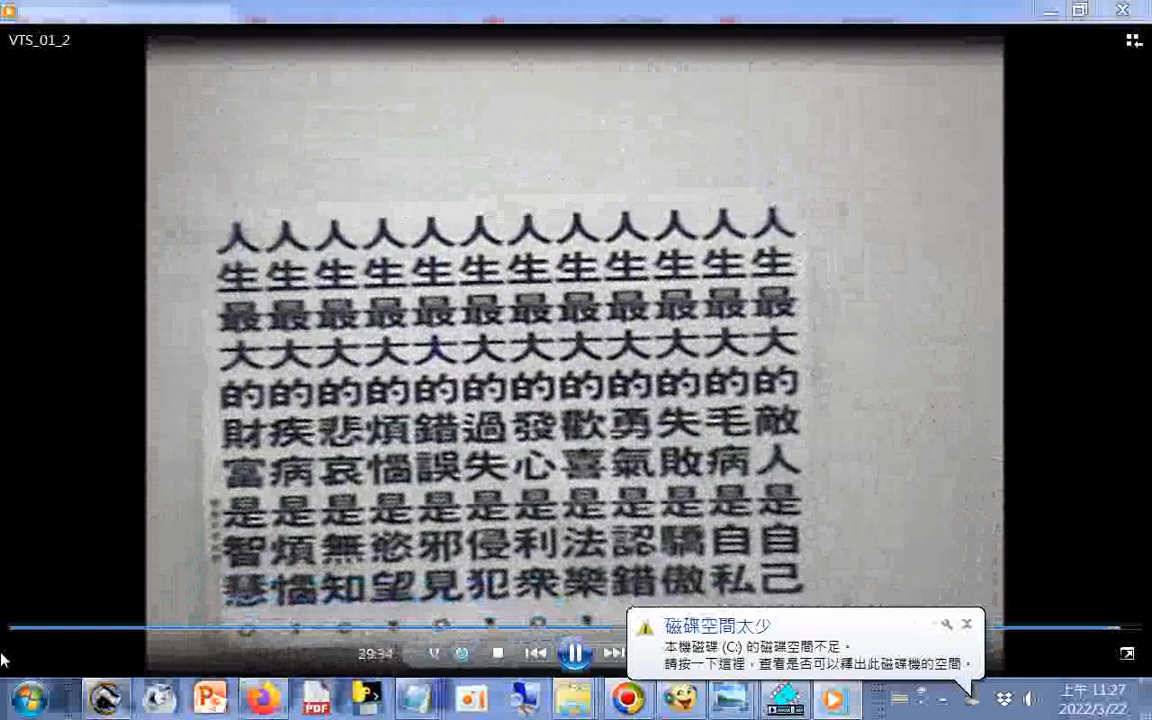 VTS_01_2
人生最大的敵人是自己
人生最大的毛病是自私
人生最大的失敗是驕傲
人生最大的勇氣是認錯
人生最大的歡喜是法樂
人生最大的發心是利衆
人生最大的過失是侵犯
人生最大的錯誤是邪見
人生最大的煩惱是慾望
人生最大的悲哀是無知
人生最大的疾病是煩惱
人生最大的財富是智慧
29:34
磁碟空間太少
本機磁碟 (C:) 的磁碟空間不足。
請按一下這裡，查看是否可以釋出此磁碟機的空間。
上午 11:27
2022/3/22